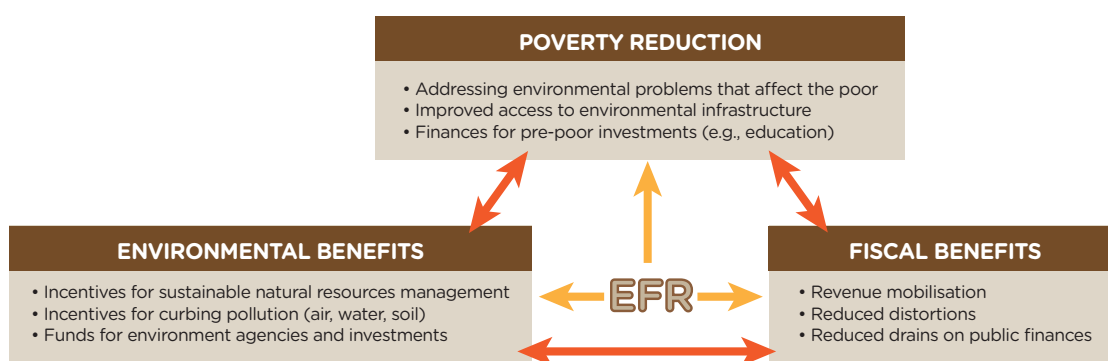 POVERTY REDUCTION
• Addressing environmental problems that affect the poor
• Improved access to environmental infrastructure
• Finances for pre-poor investments (e.g., education)
ENVIRONMENTAL BENEFITS
• Incentives for sustainable natural resources management
• Incentives for curbing pollution (air, water, soil)
• Funds for environment agencies and investments
EFR
FISCAL BENEFITS
• Revenue mobilisation
• Reduced distortions
• Reduced drains on public finances